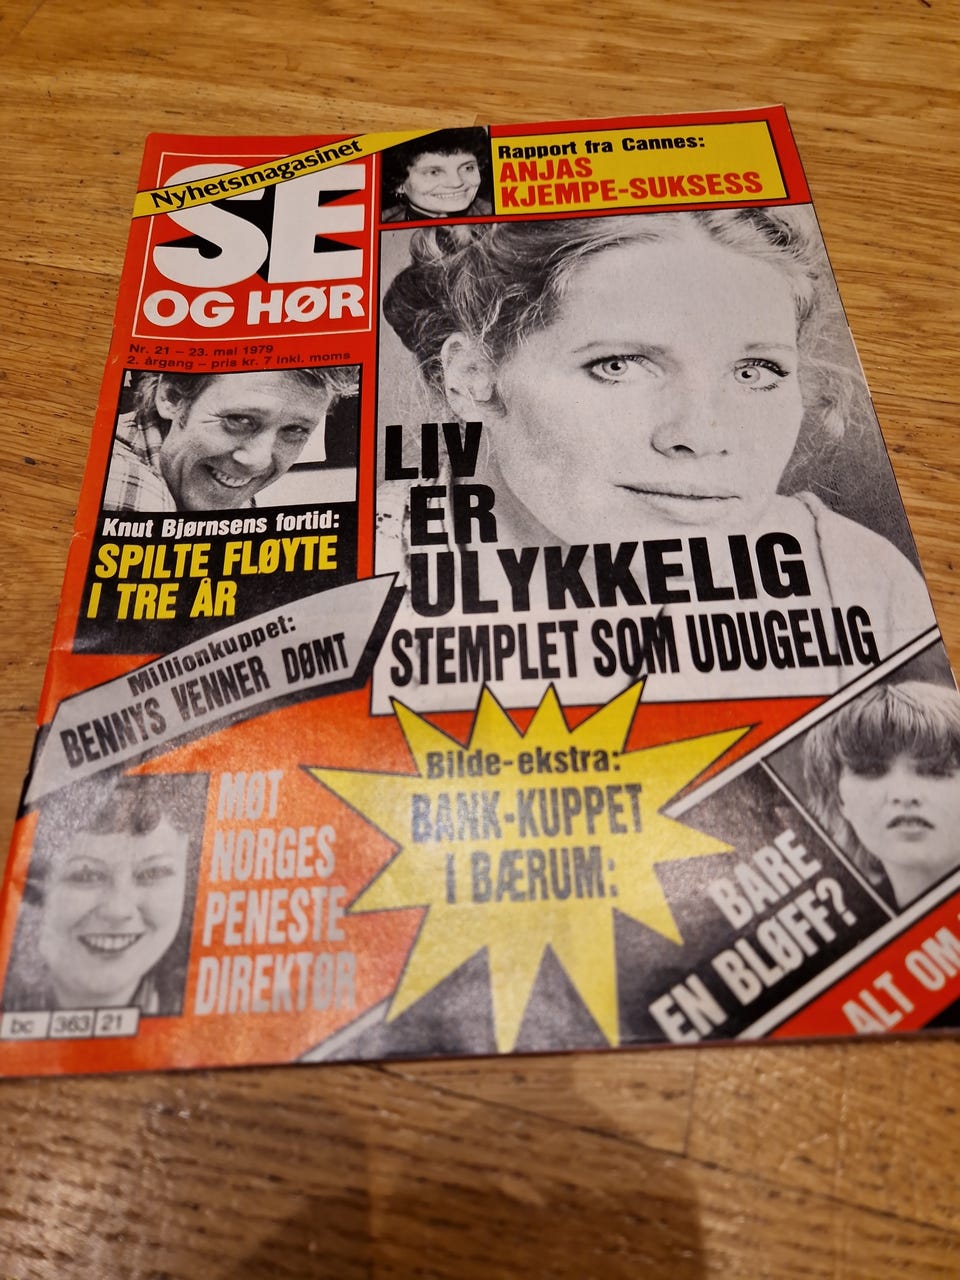 Nyhetsmagasinet
SE
OG HØR
Nr. 21 – 23. mai 1979
2. årgang – pris kr. 7 inkl. moms
Rapport fra Cannes:
ANJAS
KJEMPE-SUKSESS
LIV
ER
ULYKKELIG
STEMPLET SOM UDUGELIG
Knut Bjørnsens fortid:
SPILTE FLØYTE
I TRE ÅR
Millionkuppet:
BENNYS VENNER DØMT
MØT
NORGES
PENESTE
DIREKTØR
Bilde-ekstra:
BANK-KUPPET
I BÆRUM:
BARE
EN BLØFF?
ALT OM
bc 363 21